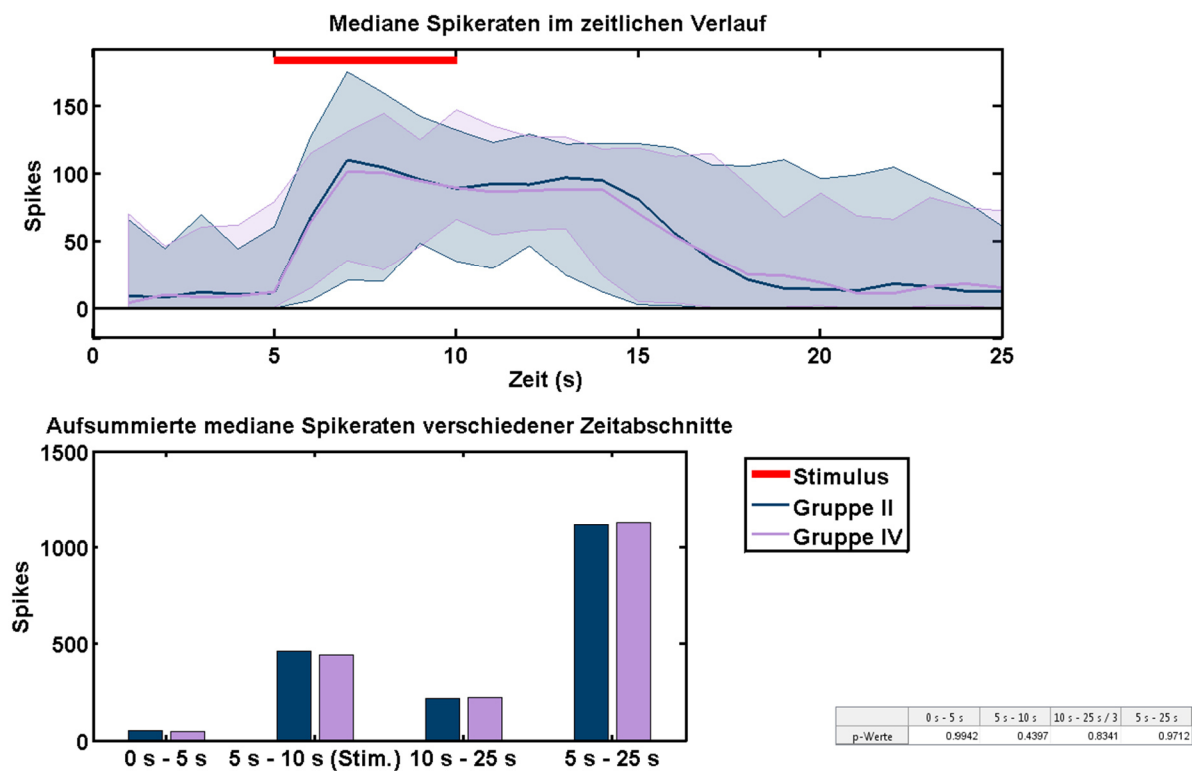 Mediane Spikeraten im zeitlichen Verlauf
Spikes
150
100
50
0
0 5 10 15 20 25
Zeit (s)
Aufsummierte mediane Spikeraten verschiedener Zeitabschnitte
Spikes
1500
1000
500
0
0 s - 5 s 5 s - 10 s (Stim.) 10 s - 25 s 5 s - 25 s
Stimulus
Gruppe II
Gruppe IV
0 s - 5 s 5 s - 10 s 10 s - 25 s / 3 5 s - 25 s
p-Werte 0.9942 0.4397 0.8341 0.9712